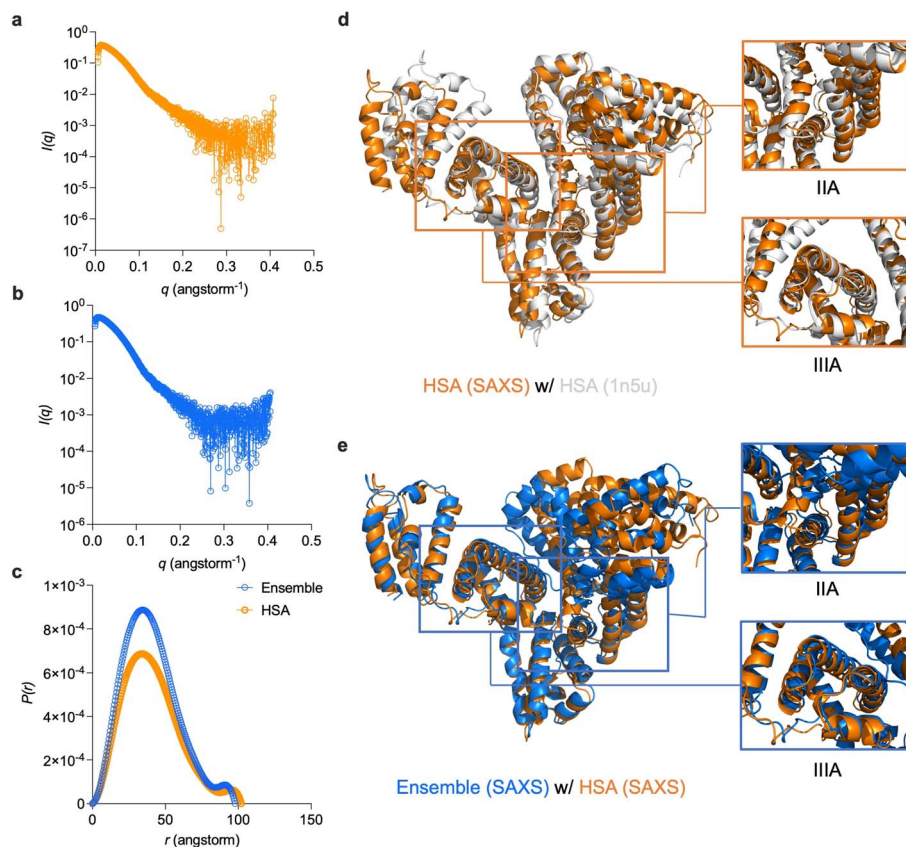 a
10⁰
10⁻¹
10⁻²
10⁻³
10⁻⁴
10⁻⁵
10⁻⁶
10⁻⁷
I(q)
0.0 0.1 0.2 0.3 0.4 0.5
q (angstorm⁻¹)
b
10⁰
10⁻¹
10⁻²
10⁻³
10⁻⁴
10⁻⁵
10⁻⁶
I(q)
0.0 0.1 0.2 0.3 0.4 0.5
q (angstorm⁻¹)
c
1×10⁻³
8×10⁻⁴
6×10⁻⁴
4×10⁻⁴
2×10⁻⁴
0
P(r)
Ensemble
HSA
0 50 100 150
r (angstorm)
d
IIA
IIIA
HSA (SAXS) w/ HSA (1n5u)
e
IIA
IIIA
Ensemble (SAXS) w/ HSA (SAXS)